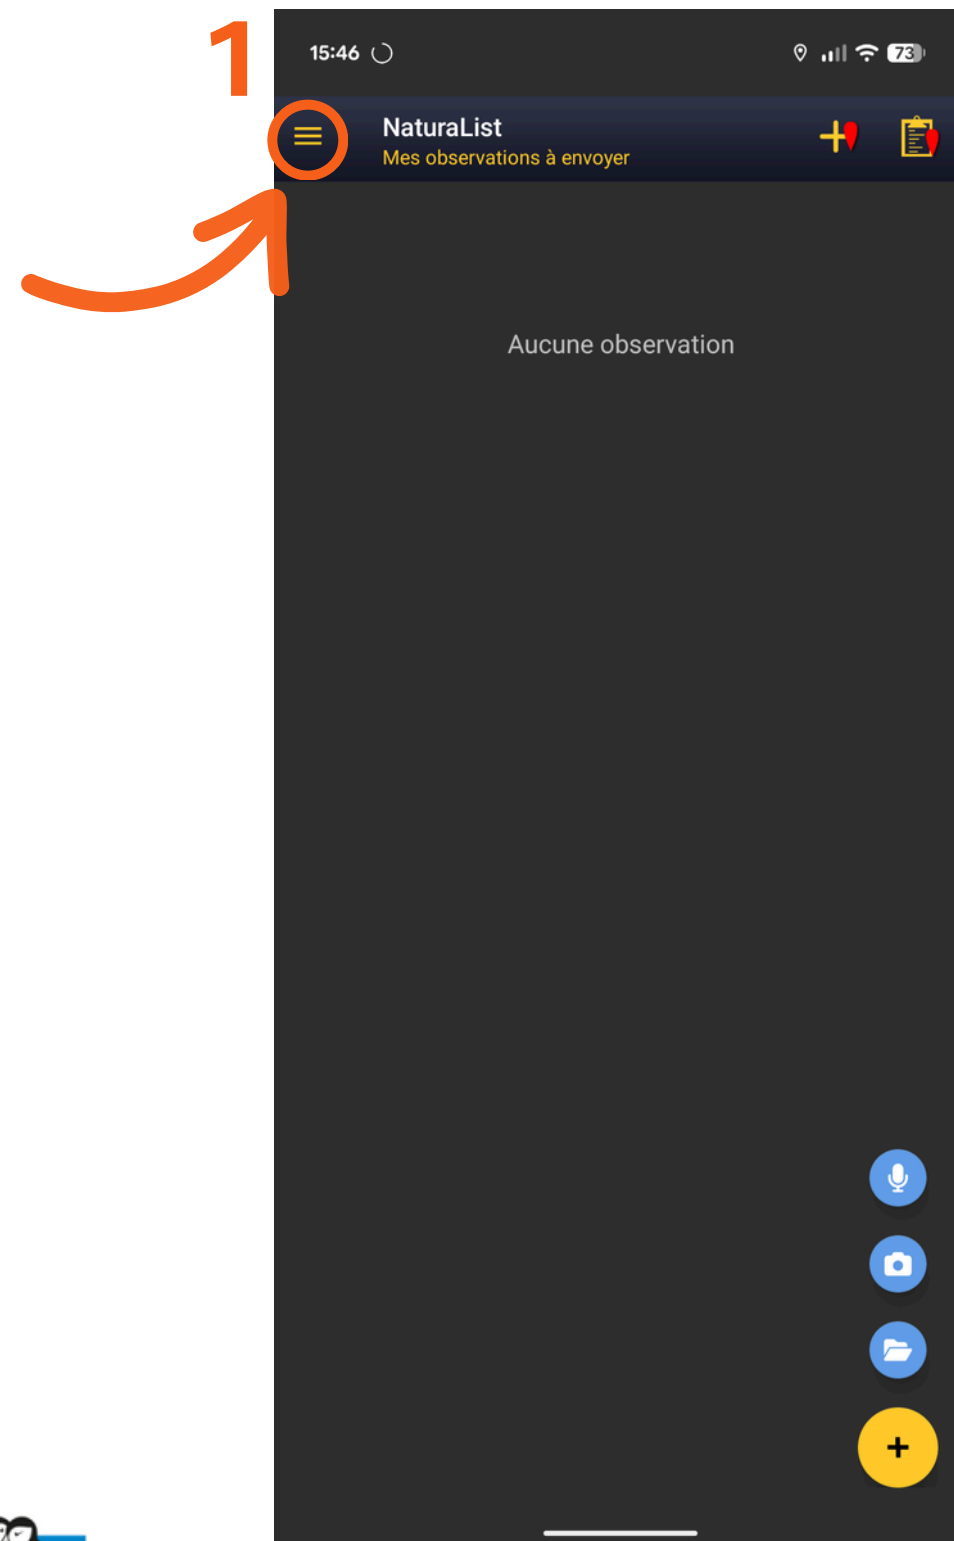 1
15:46
73
NaturaList
Mes observations à envoyer
Aucune observation